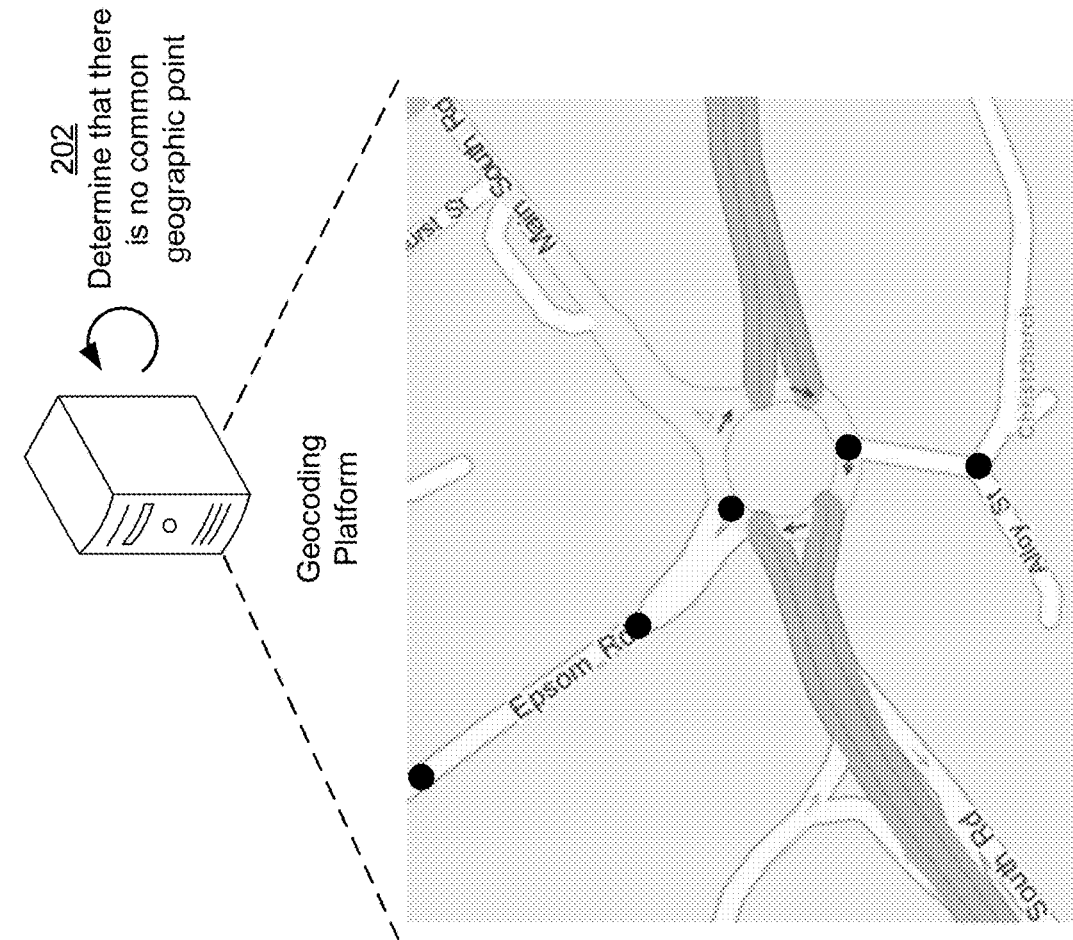 202
Determine that there
is no common
geographic point
Geocoding
Platform
Main South Rd
Epsom Rd
Alloy St
South Rd